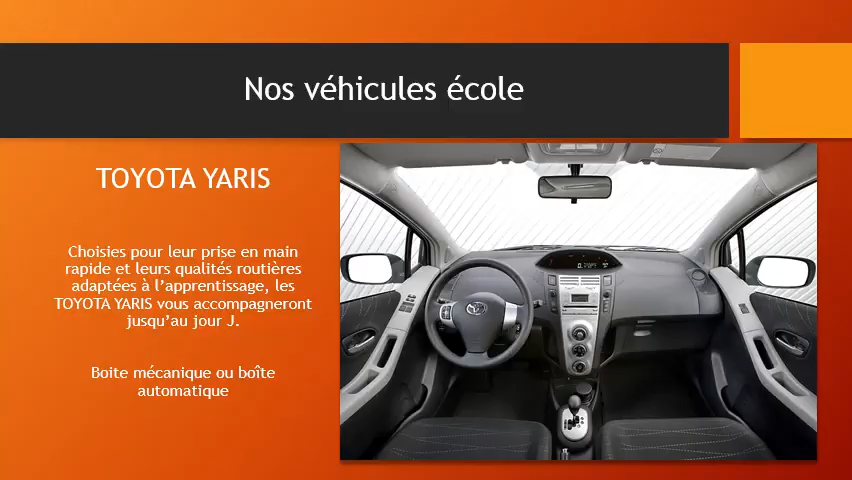 Nos véhicules école
TOYOTA YARIS
Choisies pour leur prise en main
rapide et leurs qualités routières
adaptées à l’apprentissage, les
TOYOTA YARIS vous accompagneront
jusqu’au jour J.
Boite mécanique ou boîte
automatique